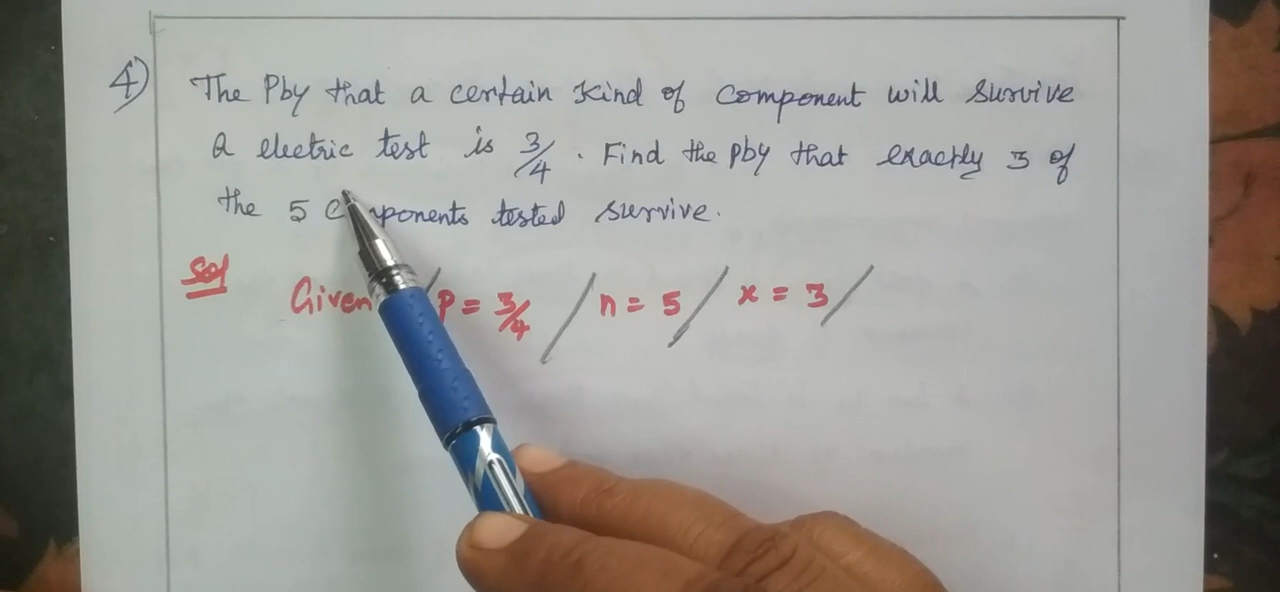 4) The Pby that a certain kind of component will survive
a electric test is 3/4. Find the Pby that exactly 3 of
the 5 components tested survive.
Sol Given p = 3/4 / n = 5 / x = 3 /